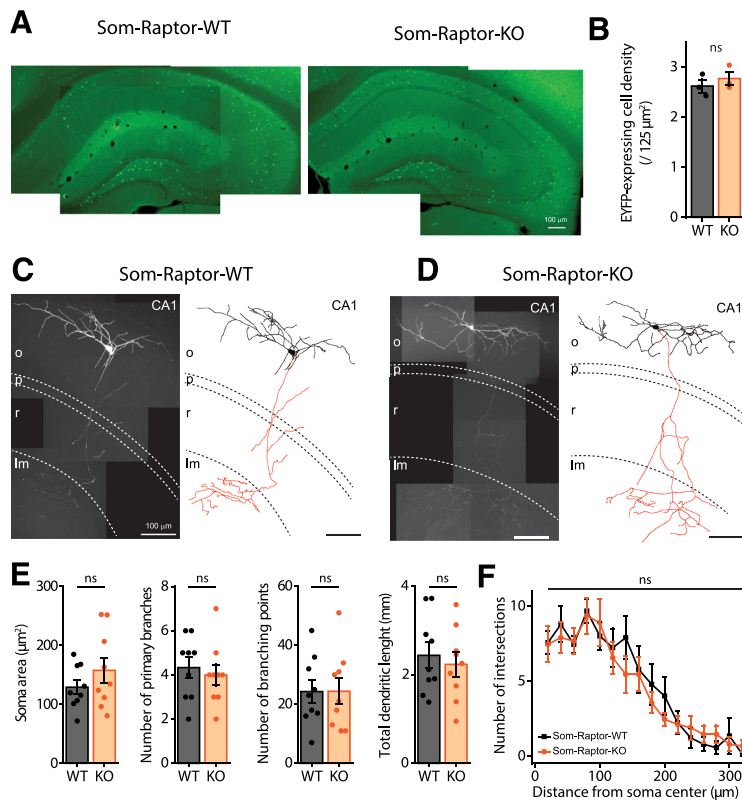 A
Som-Raptor-WT
Som-Raptor-KO
100 µm
B
ns
EYFP-expressing cell density
(/ 125 µm²)
3
2
1
0
WT
KO
C
Som-Raptor-WT
CA1
CA1
o
p
r
lm
100 µm
D
Som-Raptor-KO
CA1
CA1
o
p
r
lm
E
ns
Soma area
(µm²)
300
200
100
0
WT
KO
ns
Number of primary branches
8
6
4
2
0
WT
KO
ns
Number of branching points
60
40
20
0
WT
KO
ns
Total dendritic lenght (mm)
4
2
0
WT
KO
F
ns
Number of intersections
10
5
0
Som-Raptor-WT
Som-Raptor-KO
0
100
200
300
Distance from soma center (µm)